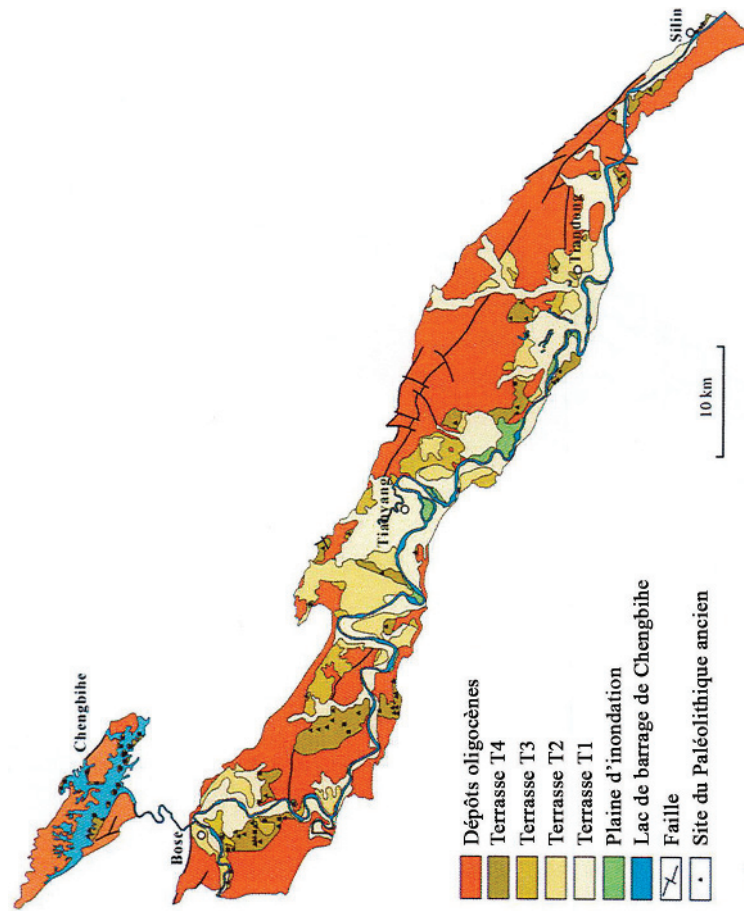 Chengbihe
Bose
Tianyang
Tiandong
Silin
10 km
Dépôts oligocènes
Terrasse T4
Terrasse T3
Terrasse T2
Terrasse T1
Plaine d'inondation
Lac de barrage de Chengbihe
Faille
Site du Paléolithique ancien